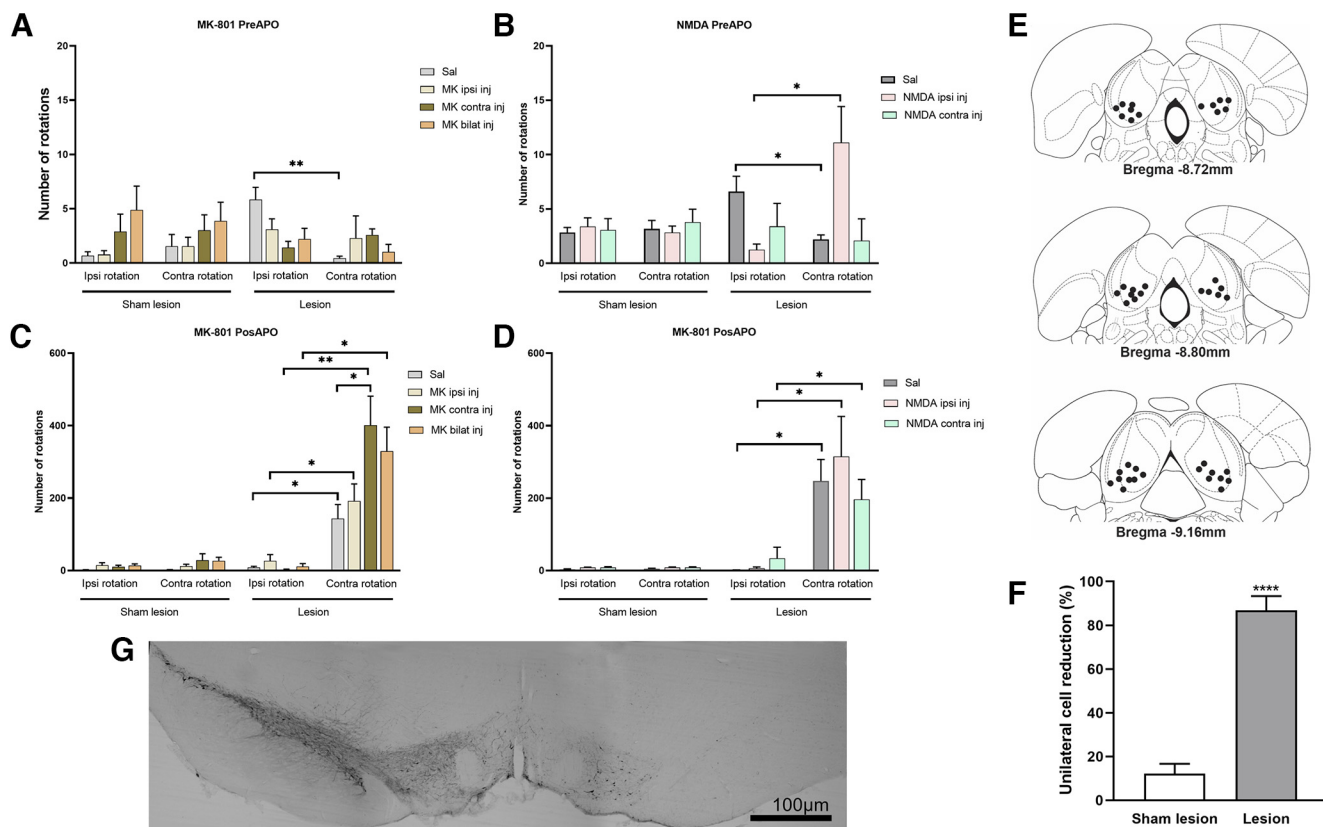 A
MK-801 PreAPO
Number of rotations
20
15
10
5
0
**
Sal
MK ipsi inj
MK contra inj
MK bilat inj
Ipsi rotation
Contra rotation
Ipsi rotation
Contra rotation
Sham lesion
Lesion
B
NMDA PreAPO
Number of rotations
20
15
10
5
0
*
*
Sal
NMDA ipsi inj
NMDA contra inj
Ipsi rotation
Contra rotation
Ipsi rotation
Contra rotation
Sham lesion
Lesion
C
MK-801 PosAPO
Number of rotations
600
400
200
0
*
**
*
*
*
Sal
MK ipsi inj
MK contra inj
MK bilat inj
Ipsi rotation
Contra rotation
Ipsi rotation
Contra rotation
Sham lesion
Lesion
D
MK-801 PosAPO
Number of rotations
600
400
200
0
*
*
*
Sal
NMDA ipsi inj
NMDA contra inj
Ipsi rotation
Contra rotation
Ipsi rotation
Contra rotation
Sham lesion
Lesion
E
Bregma -8.72mm
Bregma -8.80mm
Bregma -9.16mm
F
Unilateral cell reduction (%)
100
80
60
40
20
0
****
Sham lesion
Lesion
G
100µm